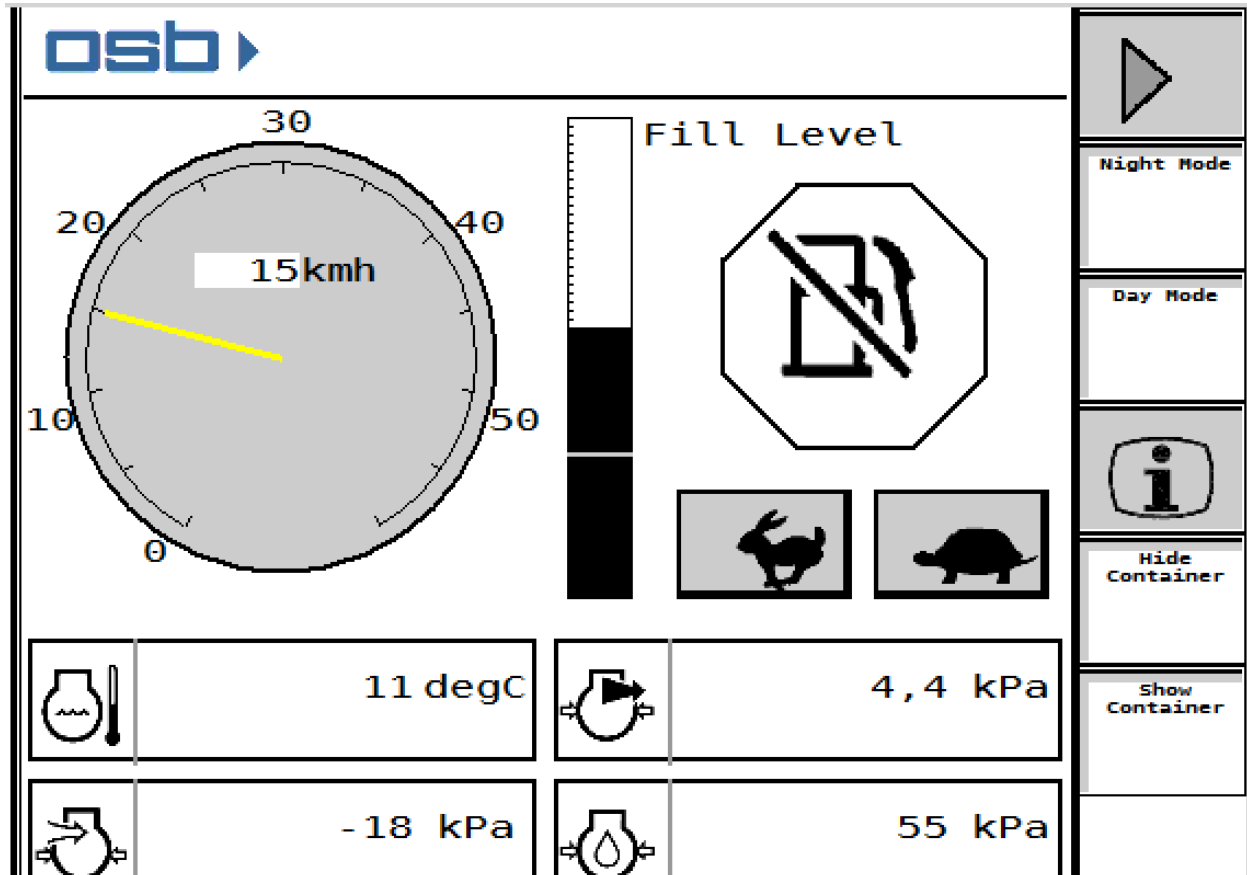 osb
Night Mode
30
Fill Level
20
40
15kmh
Day Mode
10
50
0
Hide
Container
11 degC
4,4 kPa
Show
Container
-18 kPa
55 kPa